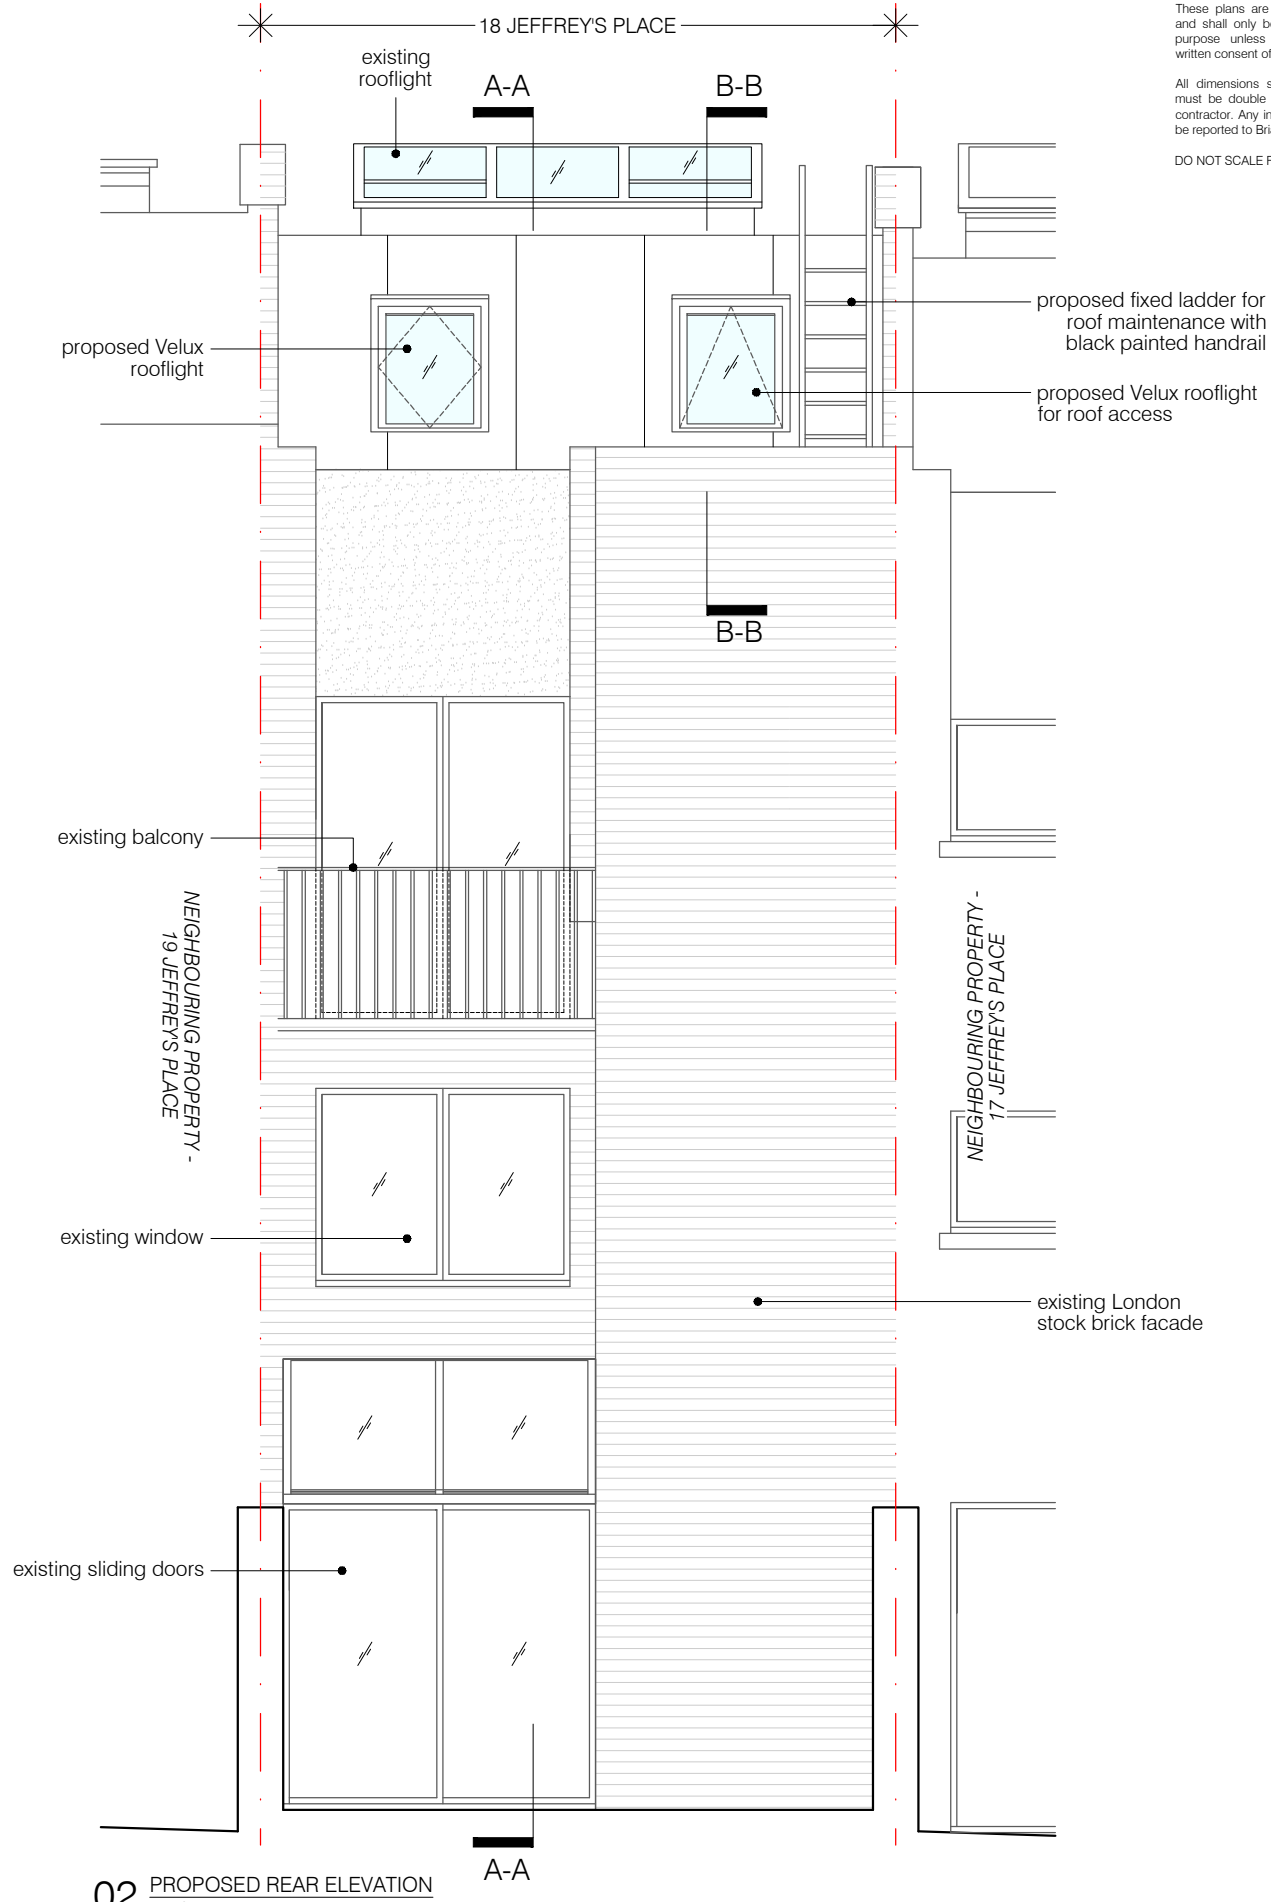 18 JEFFREY'S PLACE
These plans are
and shall only
purpose unless
written consent of
All dimensions
must be double
contractor. Any
be reported to
DO NOT SCALE
existing
rooflight
A-A
B-B
proposed Velux
rooflight
proposed fixed ladder for
roof maintenance with
black painted handrail
proposed Velux rooflight
for roof access
B-B
existing balcony
NEIGHBOURING PROPERTY -
19 JEFFREY'S PLACE
NEIGHBOURING PROPERTY -
17 JEFFREY'S PLACE
existing window
existing London
stock brick facade
existing sliding doors
A-A
02 PROPOSED REAR ELEVATION